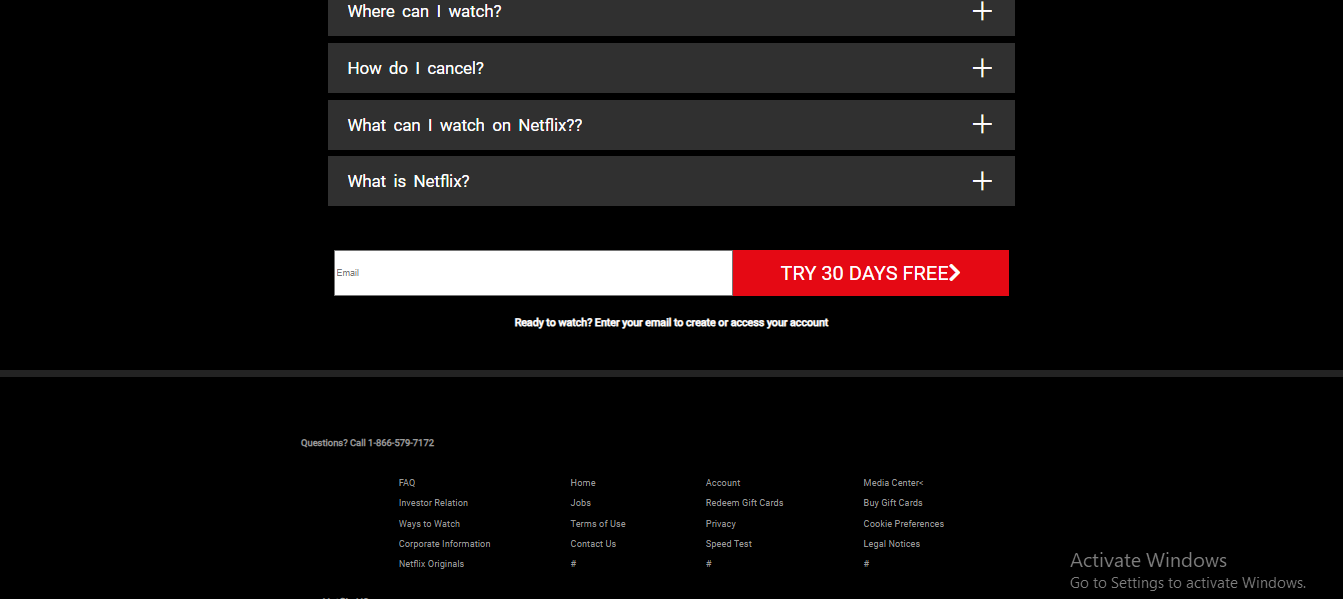 Where can I watch?
How do I cancel?
What can I watch on Netflix??
What is Netflix?
Email
TRY 30 DAYS FREE
Ready to watch? Enter your email to create or access your account
Questions? Call 1-866-579-7172
FAQ Home Account Media Center<
Investor Relation Jobs Redeem Gift Cards Buy Gift Cards
Ways to Watch Terms of Use Privacy Cookie Preferences
Corporate Information Contact Us Speed Test Legal Notices
Netflix Originals # # #
Activate Windows
Go to Settings to activate Windows.